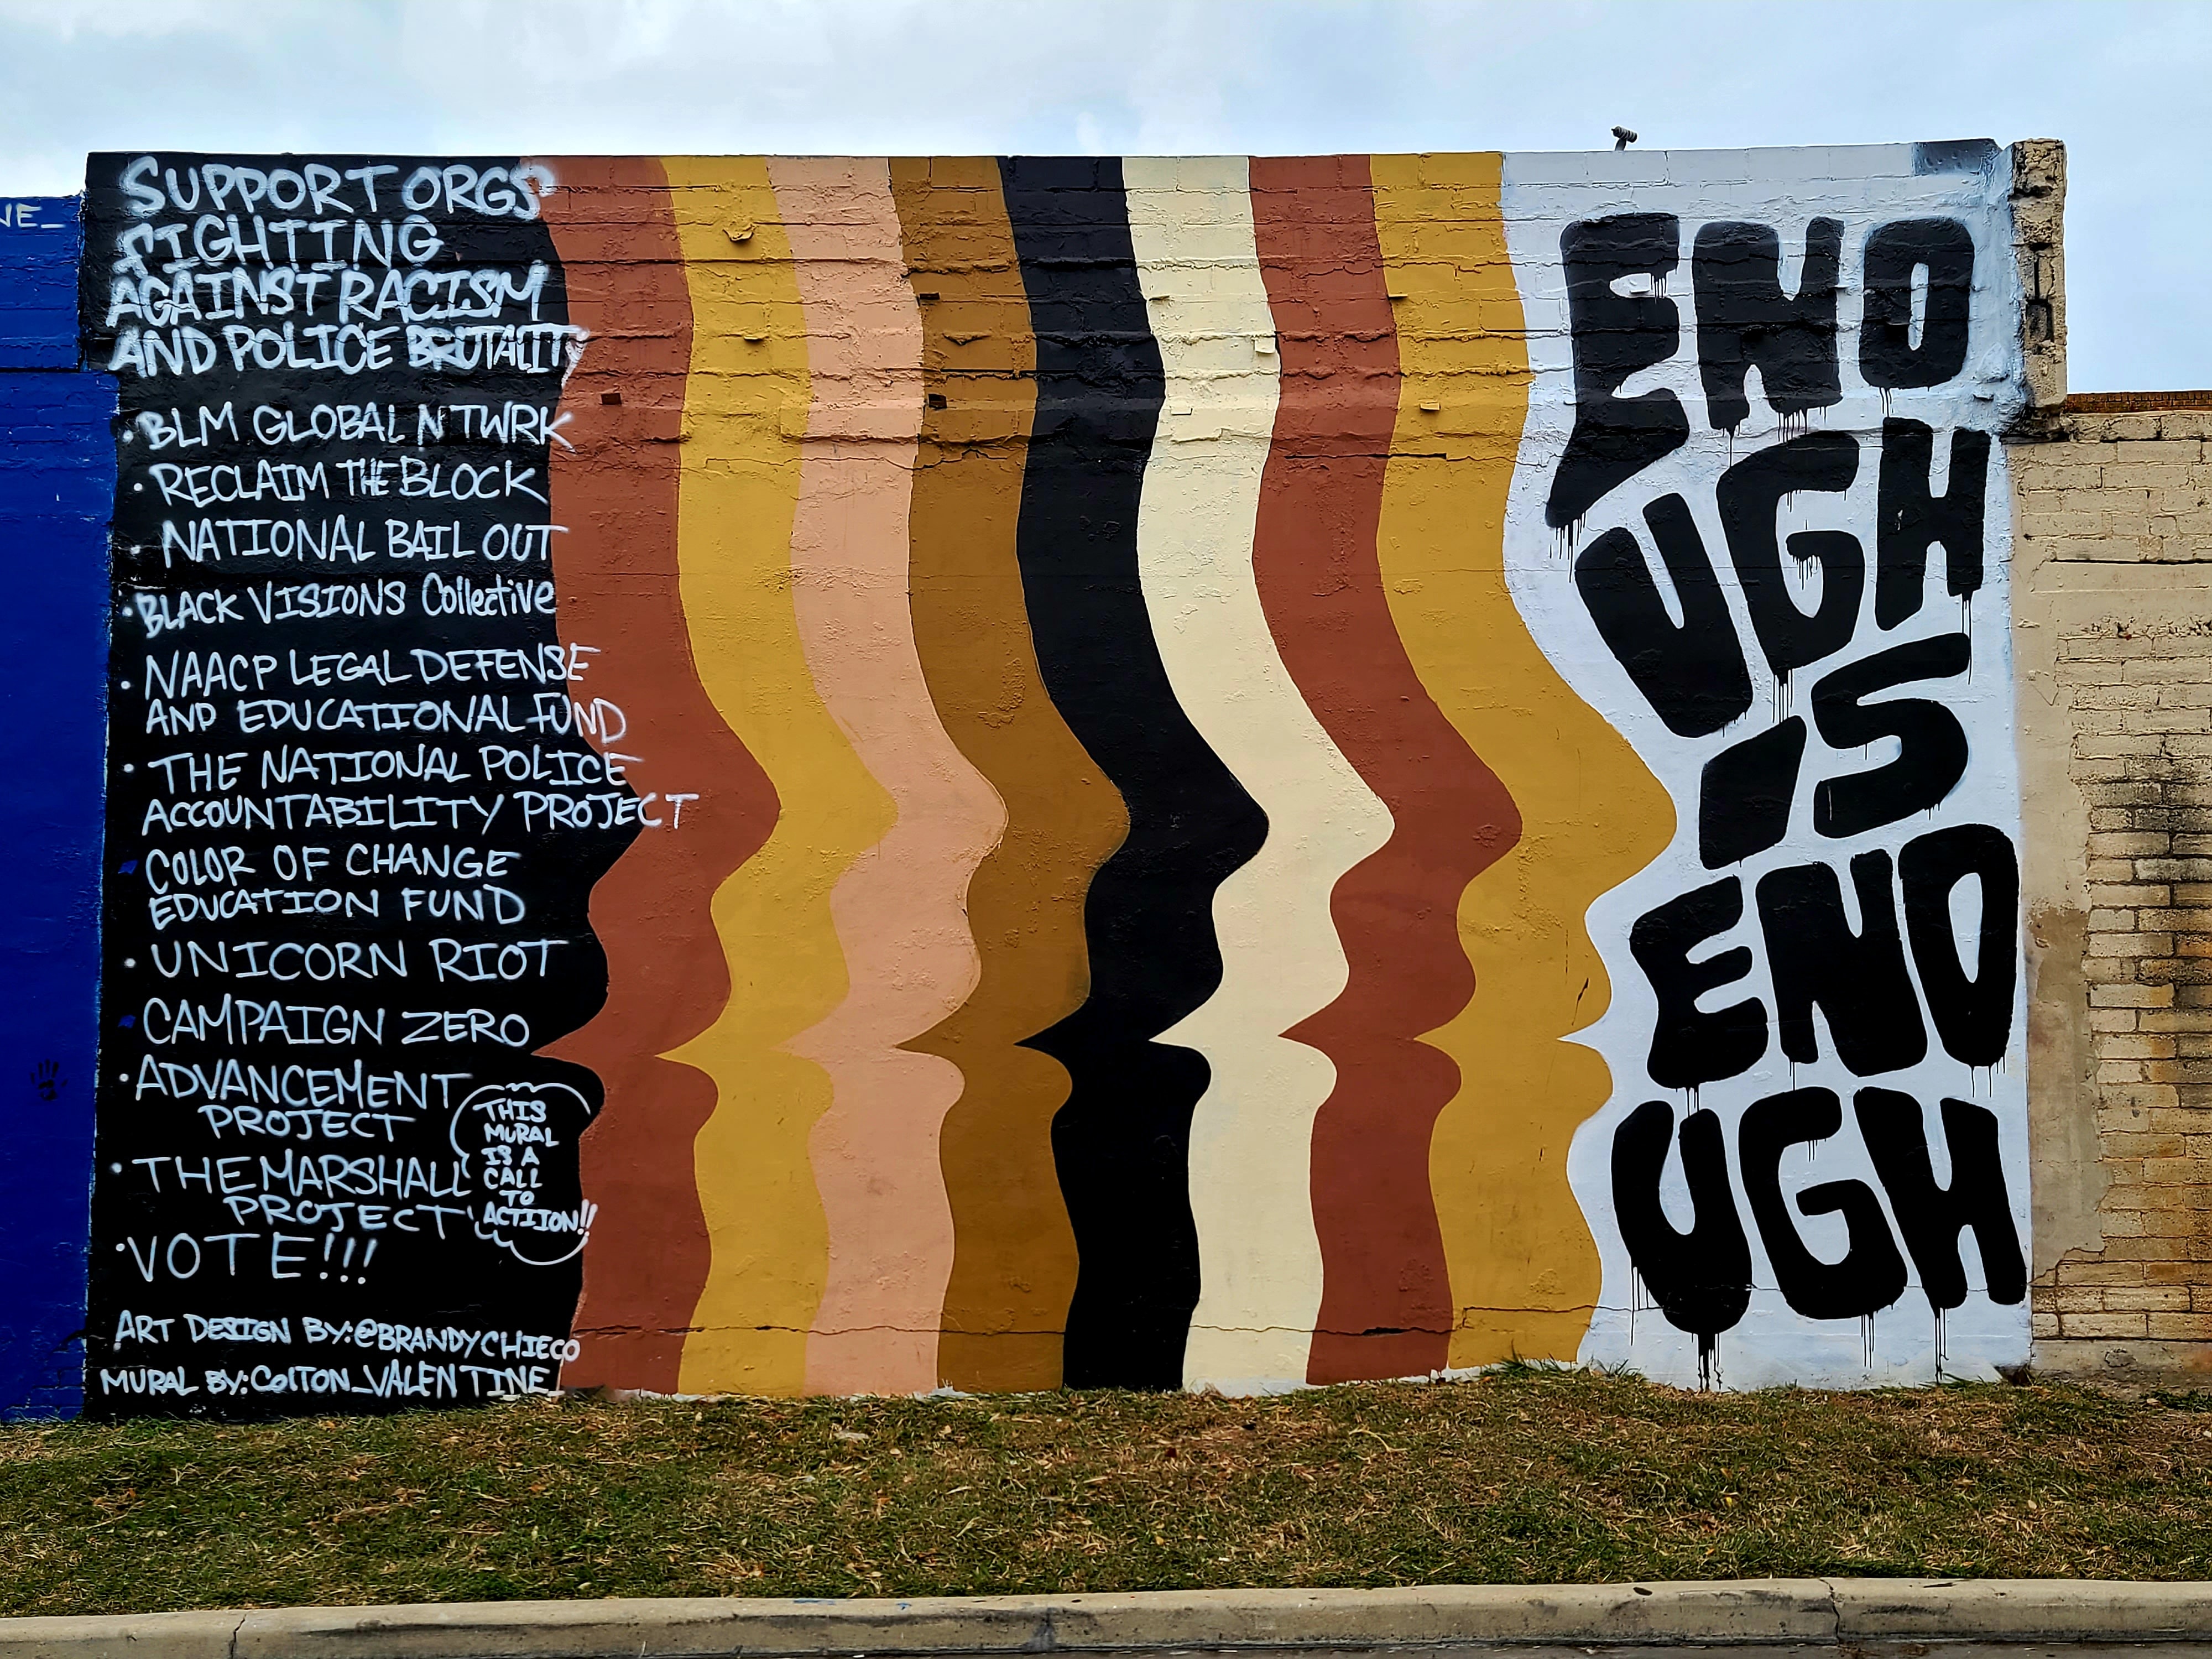 VE_
SUPPORT ORGS
FIGHTING
AGAINST RACISM
AND POLICE BRUTALITY
• BLM GLOBAL N TWRK
• RECLAIM THE BLOCK
• NATIONAL BAIL OUT
• BLACK VISIONS Collective
• NAACP LEGAL DEFENSE
AND EDUCATIONAL FUND
• THE NATIONAL POLICE
ACCOUNTABILITY PROJECT
• COLOR OF CHANGE
EDUCATION FUND
• UNICORN RIOT
• CAMPAIGN ZERO
• ADVANCEMENT
PROJECT
• THE MARSHALL
PROJECT
• VOTE!!!
THIS
MURAL
IS A
CALL
TO
ACTIION!!
ART DESIGN BY: @BRANDYCHIECO
MURAL BY: ColTON_VALENTINE_
ENO
UGH
IS
ENO
UGH